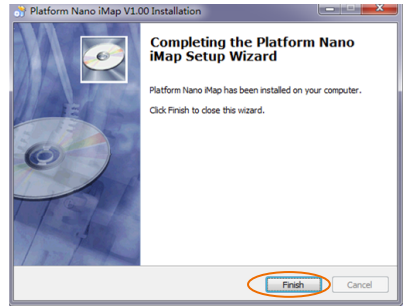 Platform Nano iMap V1.00 Installation
Completing the Platform Nano
iMap Setup Wizard
Platform Nano iMap has been installed on your computer.
Click Finish to close this wizard.
Finish
Cancel